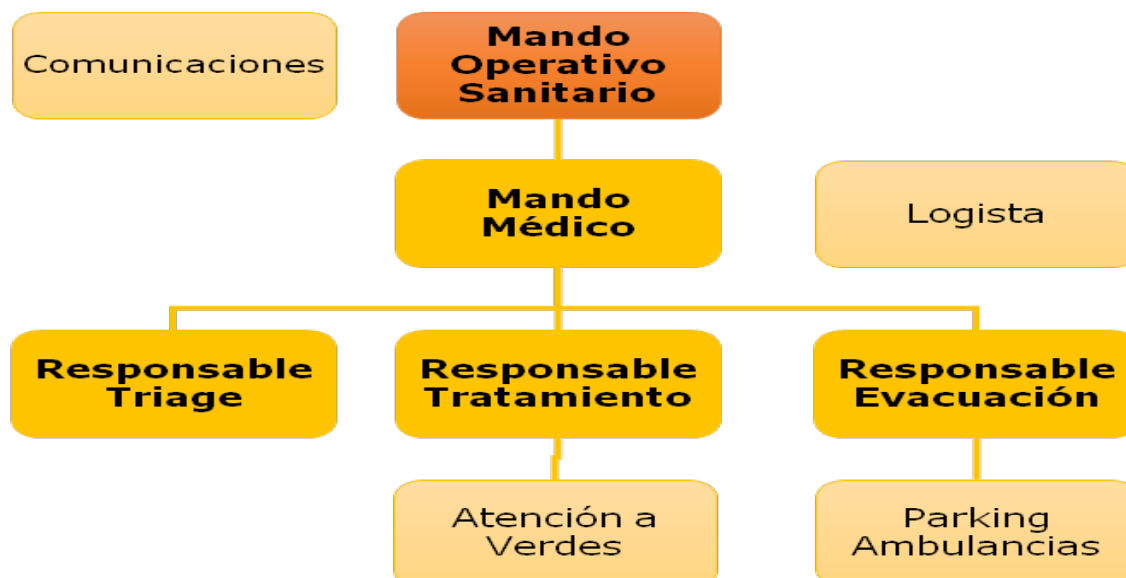 Comunicaciones
Mando
Operativo
Sanitario
Mando
Médico
Logista
Responsable
Triage
Responsable
Tratamiento
Responsable
Evacuación
Atención a
Verdes
Parking
Ambulancias